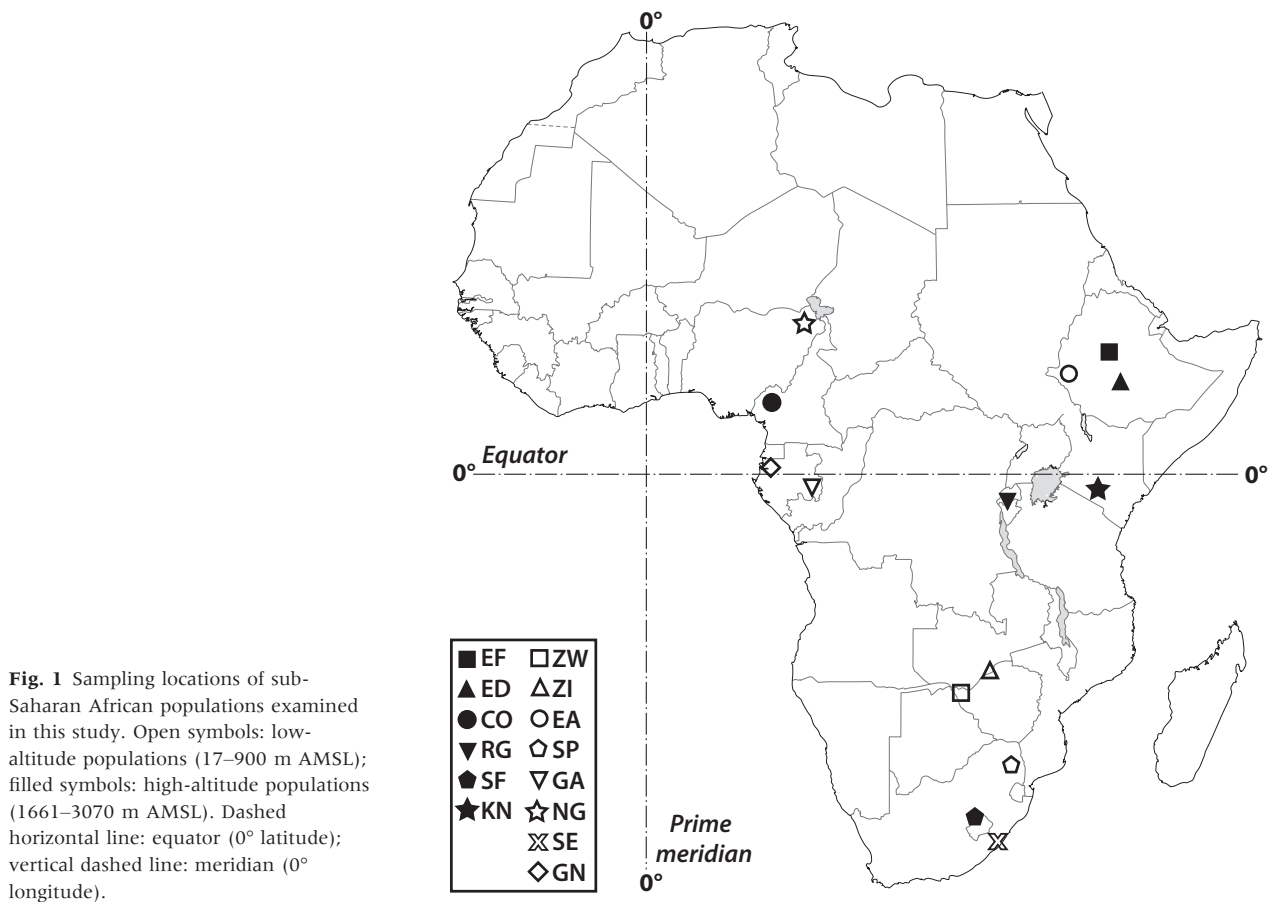 0°
Equator
0°
0°
EF ZW
ED ZI
CO EA
RG SP
SF GA
KN NG
SE
GN
Prime
meridian
0°
Fig. 1 Sampling locations of sub-
Saharan African populations examined
in this study. Open symbols: low-
altitude populations (17–900 m AMSL);
filled symbols: high-altitude populations
(1661–3070 m AMSL). Dashed
horizontal line: equator (0° latitude);
vertical dashed line: meridian (0°
longitude).